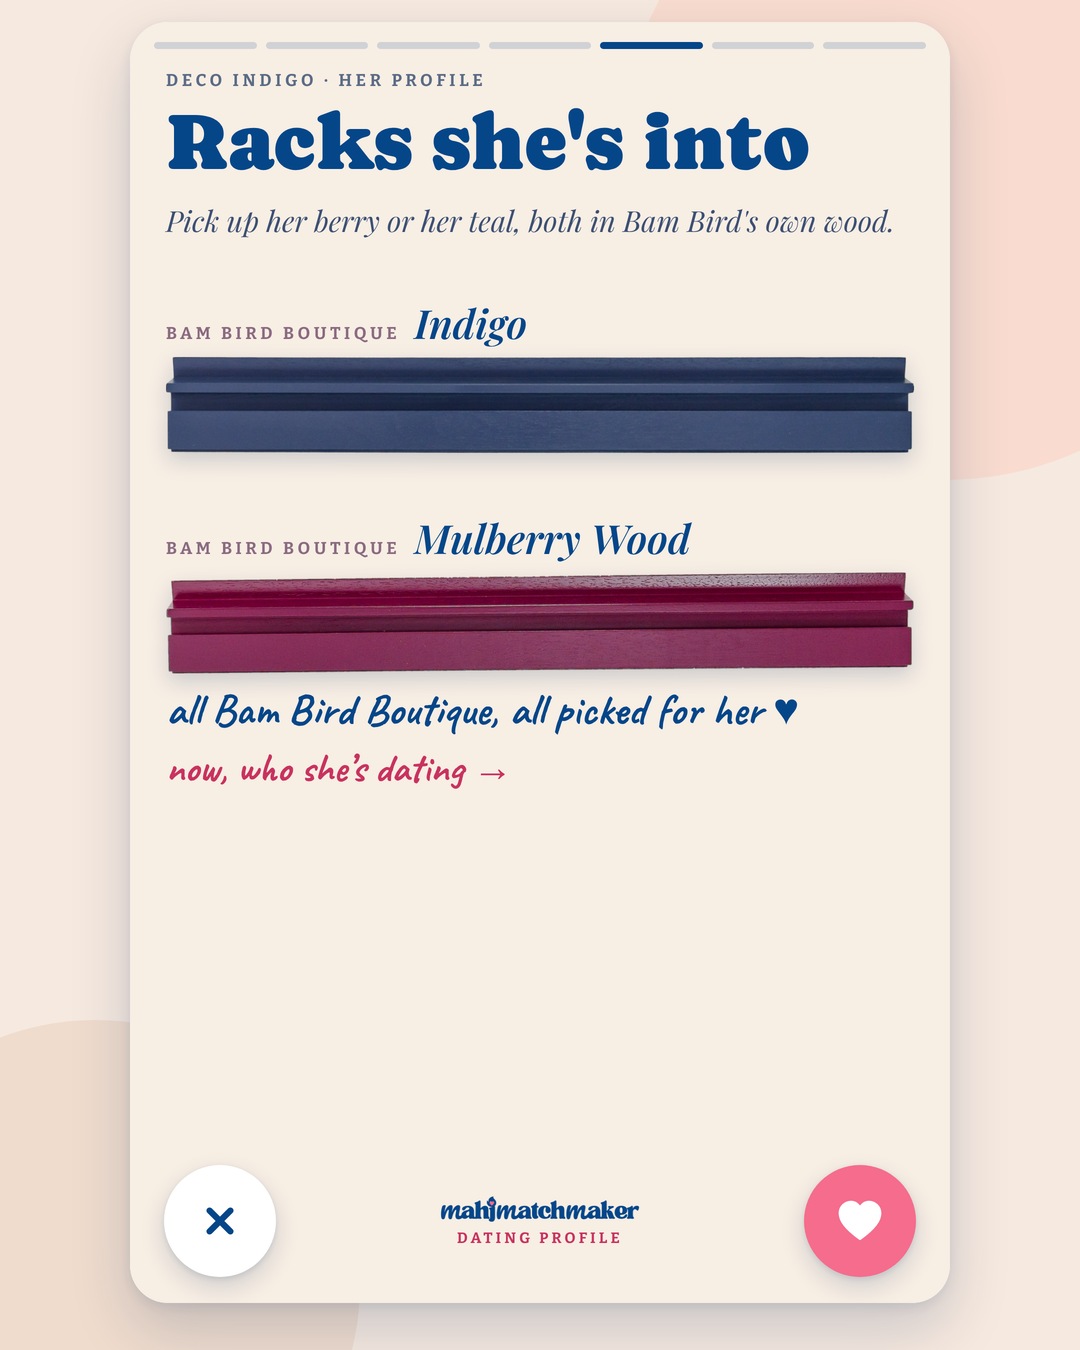 DECO INDIGO · HER PROFILE
Racks she's into
Pick up her berry or her teal, both in Bam Bird's own wood.
BAM BIRD BOUTIQUE Indigo
BAM BIRD BOUTIQUE Mulberry Wood
all Bam Bird Boutique, all picked for her ♥
now, who she's dating →
mahjmatchmaker
DATING PROFILE